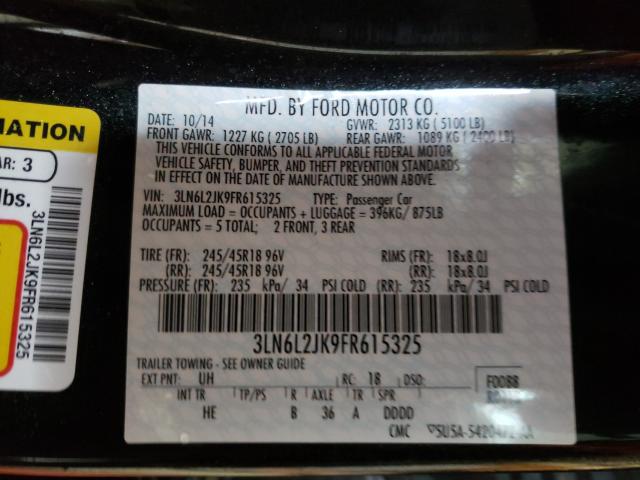 MFD. BY FORD MOTOR CO.
DATE: 10/14 GVWR: 2313 KG ( 5100 LB)
FRONT GAWR: 1227 KG ( 2705 LB) REAR GAWR: 1089 KG ( 2400 LB)
THIS VEHICLE CONFORMS TO ALL APPLICABLE FEDERAL MOTOR
VEHICLE SAFETY, BUMPER, AND THEFT PREVENTION STANDARDS
IN EFFECT ON THE DATE OF MANUFACTURE SHOWN ABOVE.
VIN: 3LN6L2JK9FR615325 TYPE: Passenger Car
MAXIMUM LOAD = OCCUPANTS + LUGGAGE = 396KG/ 875LB
OCCUPANTS = 5 TOTAL; 2 FRONT, 3 REAR
TIRE (FR): 245/45R18 96V RIMS (FR): 18x8.0J
(RR): 245/45R18 96V (RR): 18x8.0J
PRESSURE (FR): 235 kPa/ 34 PSI COLD (RR): 235 kPa/ 34 PSI COLD
3LN6L2JK9FR615325
TRAILER TOWING - SEE OWNER GUIDE
EXT PNT: UH RC: 18 DSO: F0088
INT TR TP/PS R AXLE TR SPR
HE B 36 A DDDD
CMC
MATION
AR: 3
lbs.
3LN6L2JK9FR615325